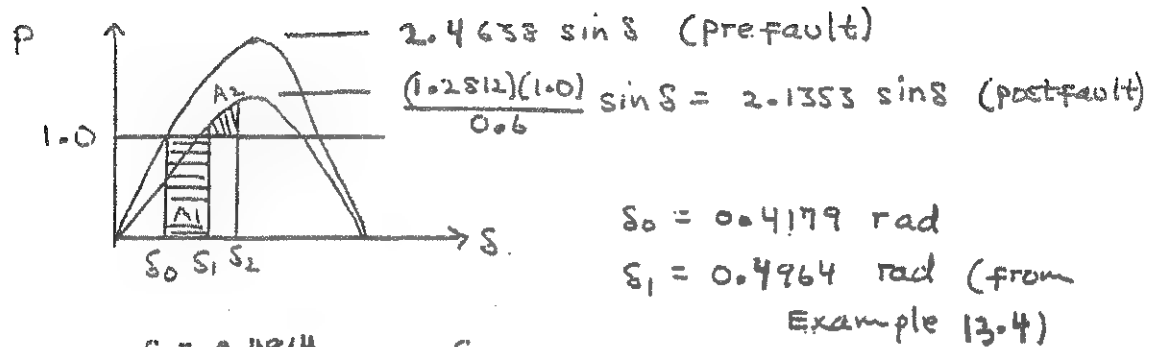 P
2.4638 sin δ (prefault)
(1.2812)(1.0) / 0.6 sin δ = 2.1353 sin δ (postfault)
A2
1.0
A1
δ0 δ1 δ2
δ.
δ0 = 0.4179 rad
δ1 = 0.4964 rad (from
Example 13.4)